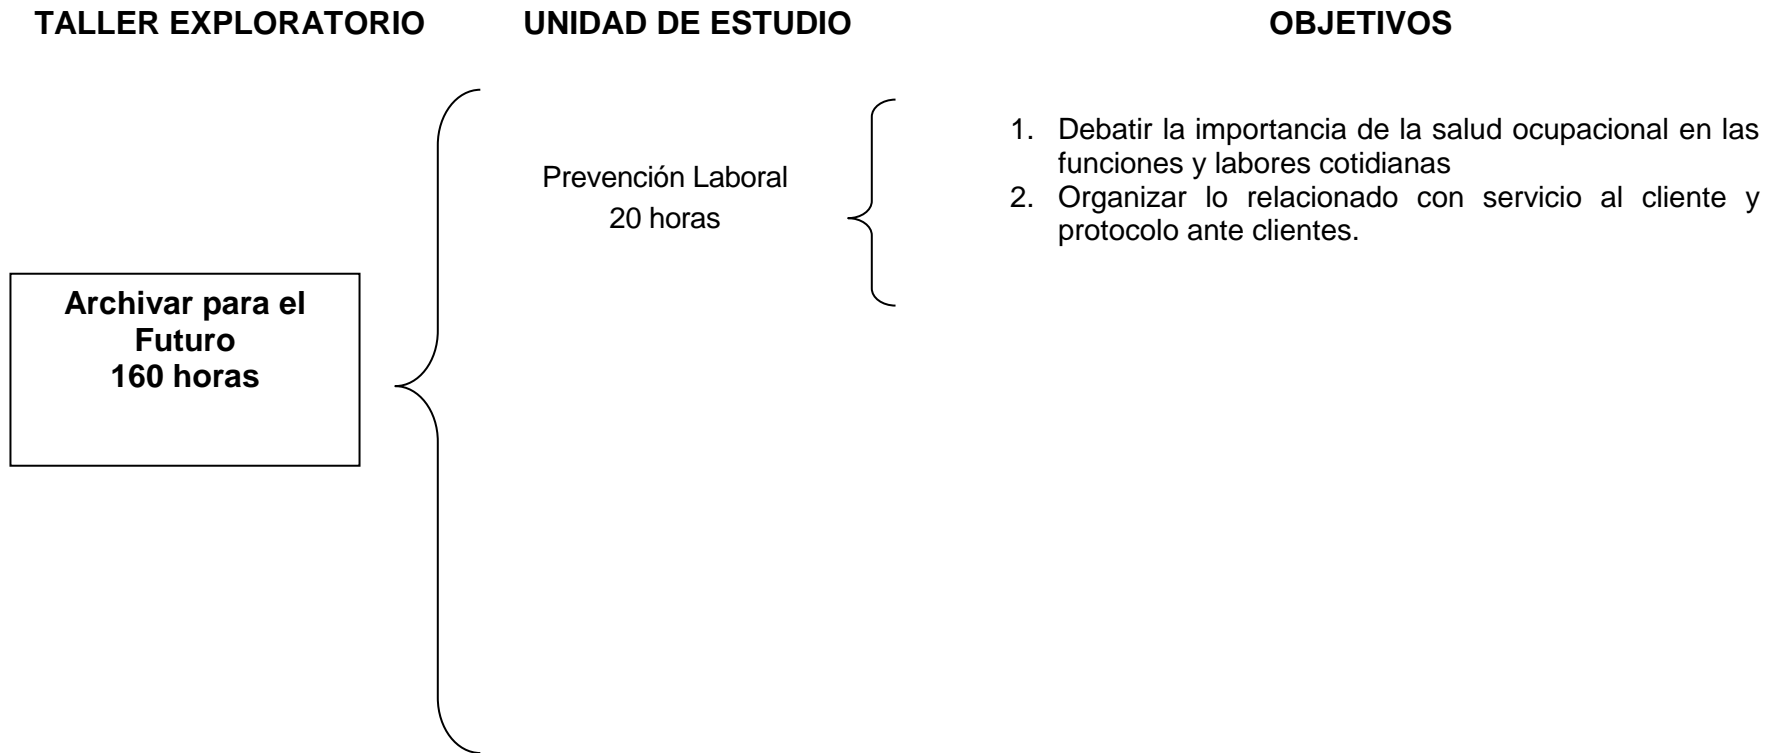 TALLER EXPLORATORIO UNIDAD DE ESTUDIO OBJETIVOS
Archivar para el
Futuro
160 horas
Prevención Laboral
20 horas
1. Debatir la importancia de la salud ocupacional en las
funciones y labores cotidianas
2. Organizar lo relacionado con servicio al cliente y
protocolo ante clientes.